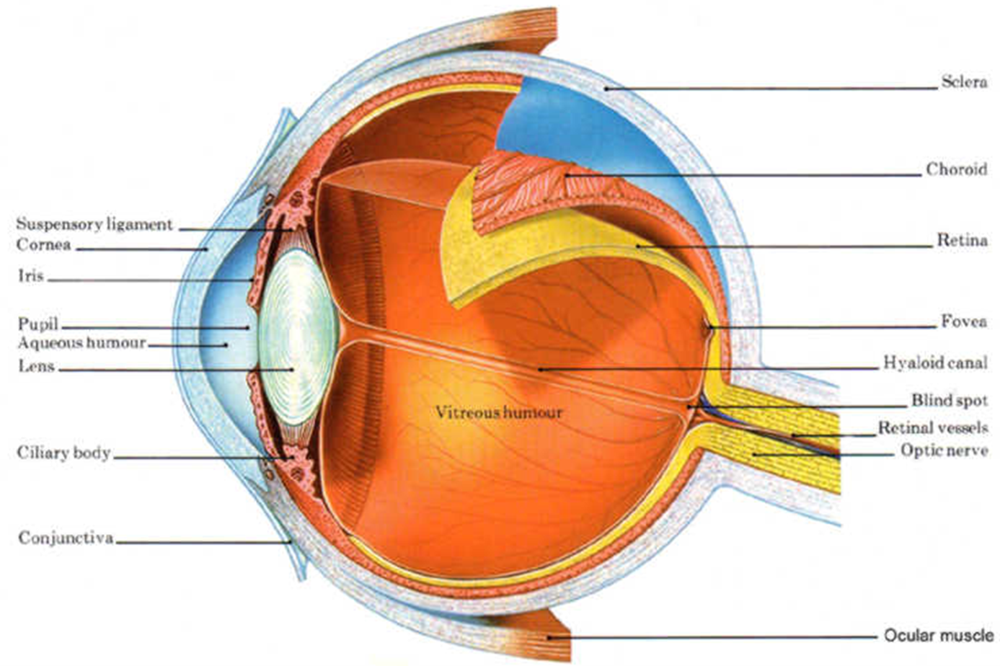 Sclera
Choroid
Suspensory ligament
Cornea
Retina
Iris
Pupil
Fovea
Aqueous humour
Lens
Hyaloid canal
Blind spot
Vitreous humour
Retinal vessels
Ciliary body
Optic nerve
Conjunctiva
Ocular muscle